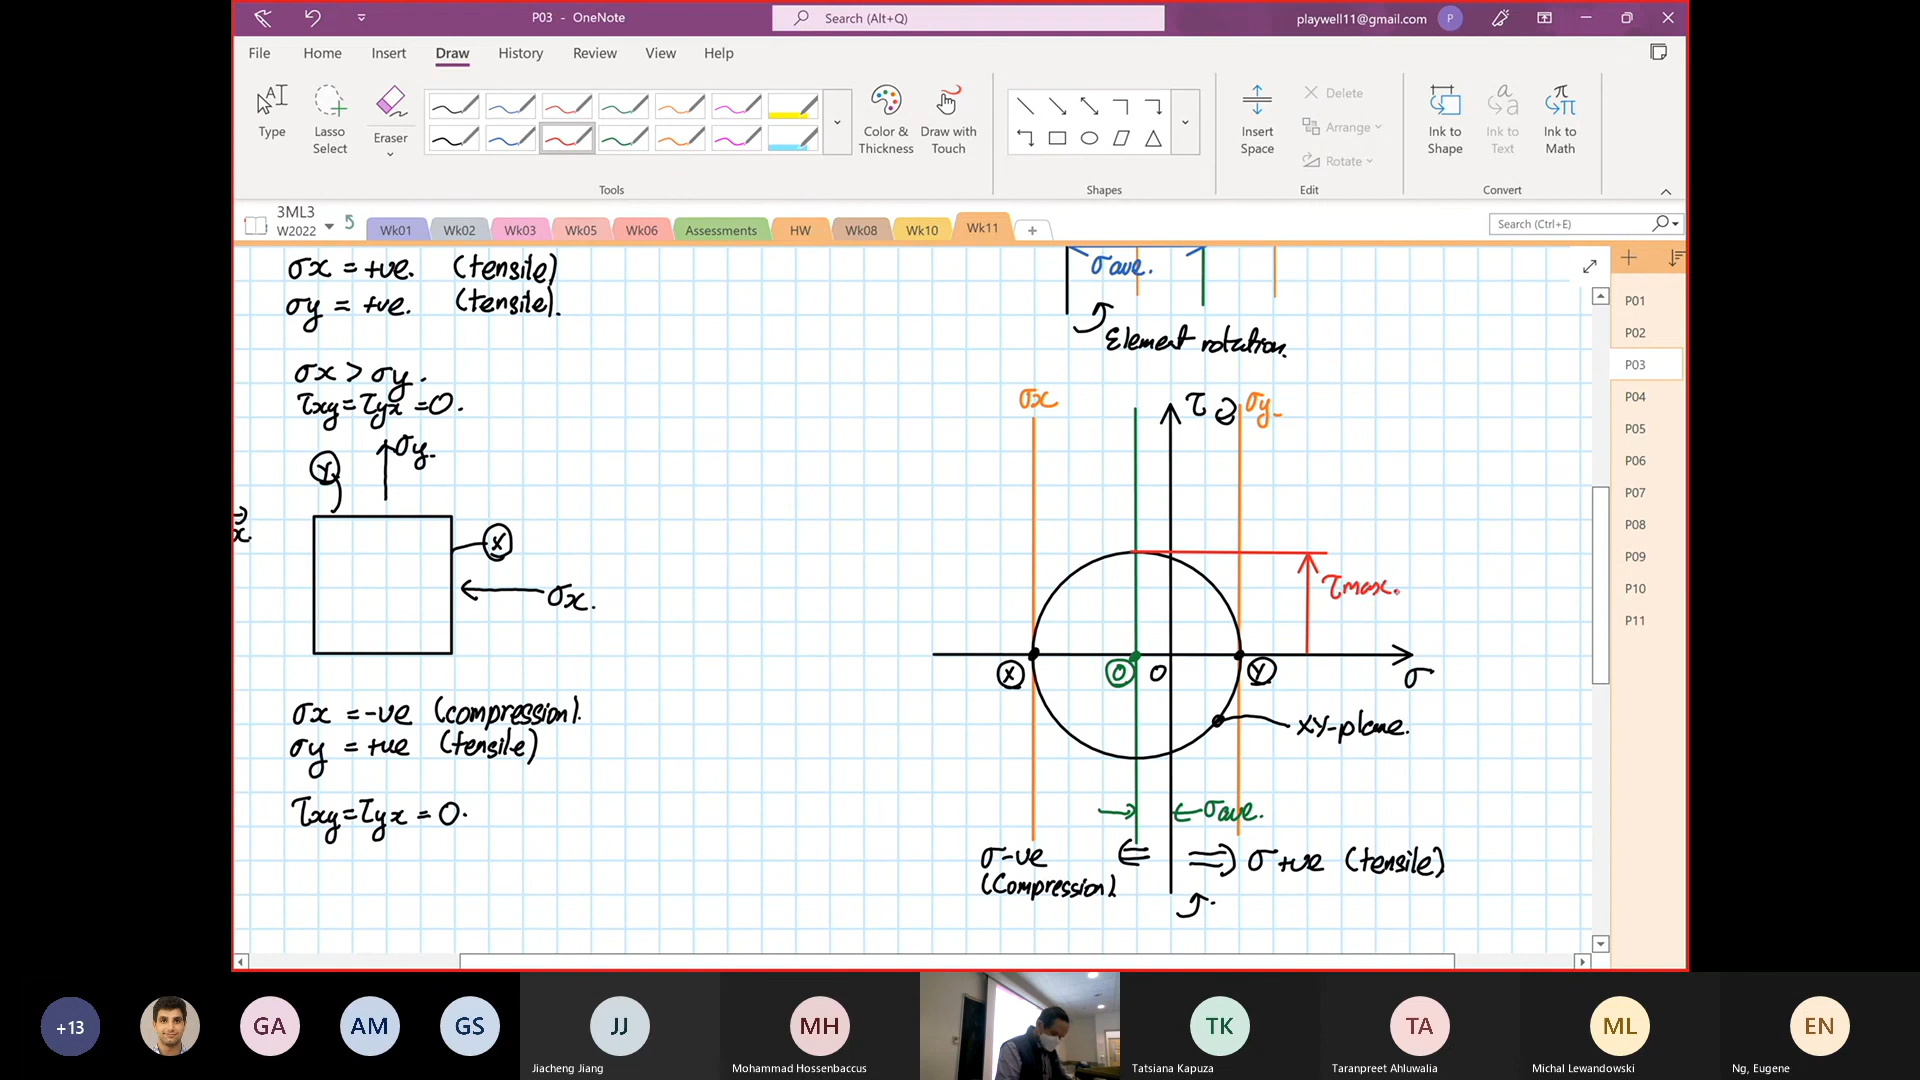 P03 - OneNote
Search (Alt+Q)
playwell11@gmail.com
P
File
Home
Insert
Draw
History
Review
View
Help
Type
Lasso Select
Eraser
Color & Thickness
Draw with Touch
Insert Space
Delete
Arrange
Rotate
Ink to Shape
Ink to Text
Ink to Math
Tools
Shapes
Edit
Convert
3ML3 W2022
Wk01
Wk02
Wk03
Wk05
Wk06
Assessments
HW
Wk08
Wk10
Wk11
Search (Ctrl+E)
P01
P02
P03
P04
P05
P06
P07
P08
P09
P10
P11
σx = +ve. (tensile)
σy = +ve. (tensile).
σx > σy.
τxy = τyx = 0.
Y
σy.
X
σx.
x.
σx = -ve (compression).
σy = +ve (tensile)
τxy = τyx = 0.
σave.
Element rotation.
σx
τ
σy
τmax.
X
O
O
Y
σ
XY-plane.
σave.
σ-ve
(Compression)
σ+ve (tensile)
+13
GA
AM
GS
JJ
Jiacheng Jiang
MH
Mohammad Hossenbaccus
TK
Tatsiana Kapuza
TA
Taranpreet Ahluwalia
ML
Michal Lewandowski
EN
Ng, Eugene